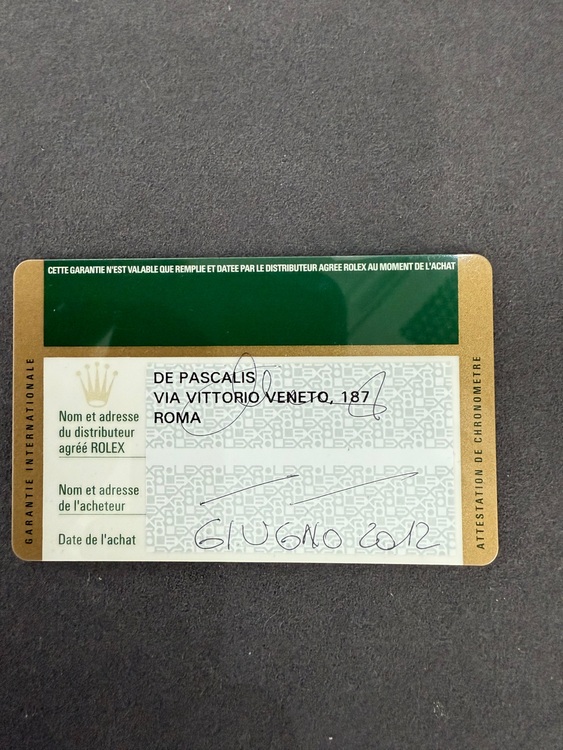 CETTE GARANTIE N'EST VALABLE QUE REMPLIE ET DATEE PAR LE DISTRIBUTEUR AGREE ROLEX AU MOMENT DE L'ACHAT
GARANTIE INTERNATIONALE
Nom et adresse
du distributeur
agréé ROLEX
DE PASCALIS
VIA VITTORIO VENETO, 187
ROMA
Nom et adresse
de l'acheteur
Date de l'achat
GIUGNO 2012
ATTESTATION DE CHRONOMETRE